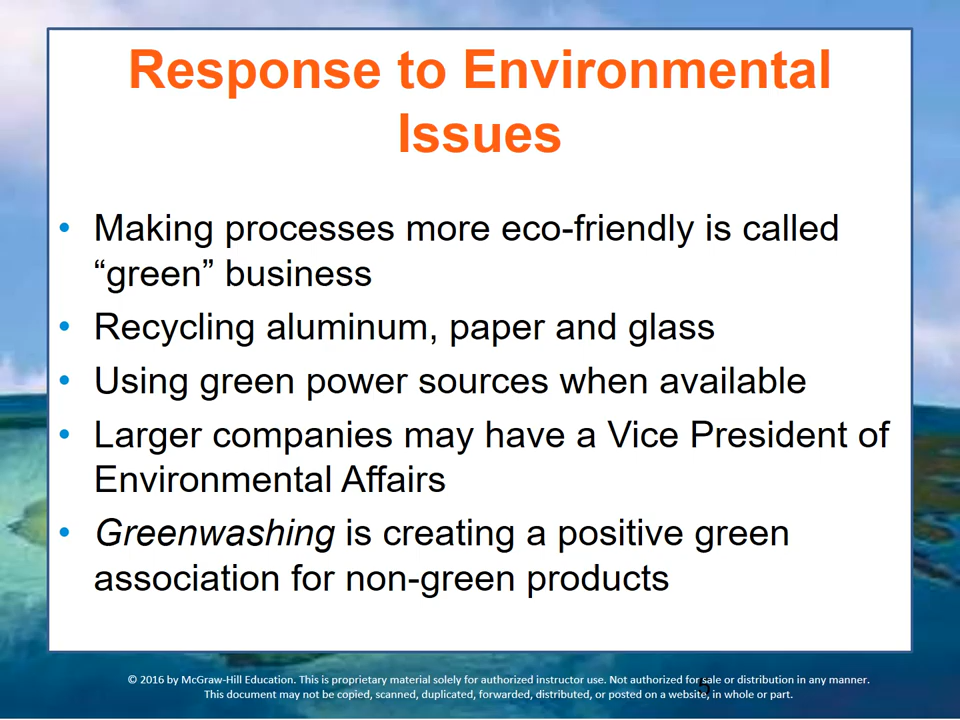 Response to Environmental
Issues
• Making processes more eco-friendly is called
“green” business
• Recycling aluminum, paper and glass
• Using green power sources when available
• Larger companies may have a Vice President of
Environmental Affairs
• Greenwashing is creating a positive green
association for non-green products
© 2016 by McGraw-Hill Education. This is proprietary material solely for authorized instructor use. Not authorized for sale or distribution in any manner.
This document may not be copied, scanned, duplicated, forwarded, distributed, or posted on a website, in whole or part.
5